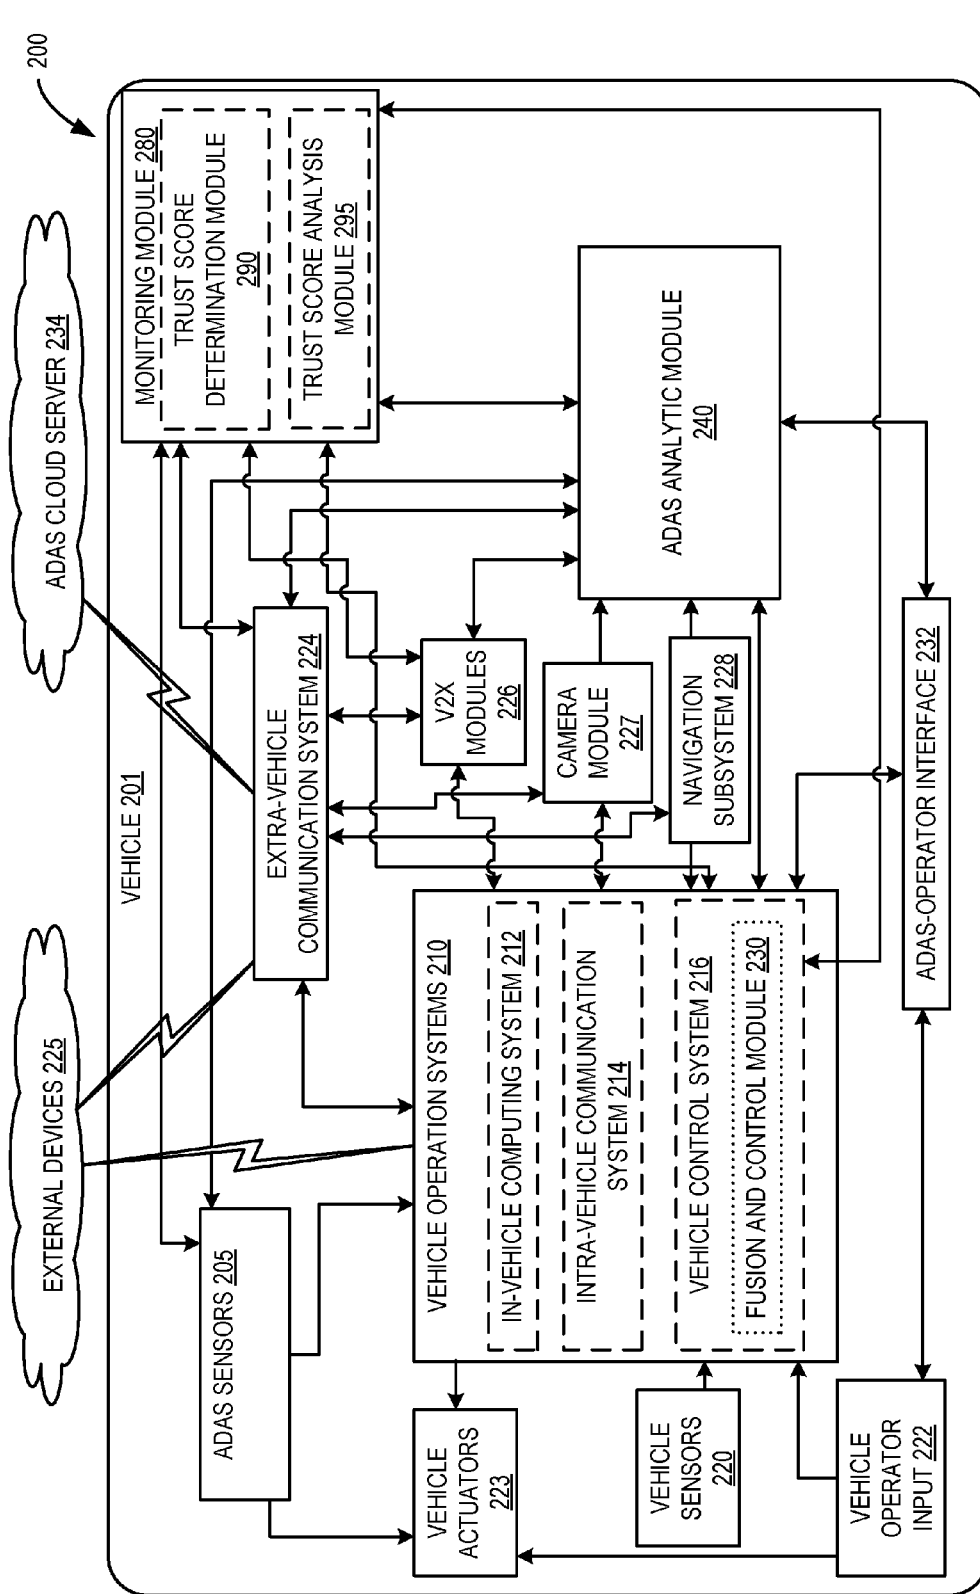 200
EXTERNAL DEVICES 225
ADAS CLOUD SERVER 234
VEHICLE 201
ADAS SENSORS 205
EXTRA-VEHICLE
COMMUNICATION SYSTEM 224
MONITORING MODULE 280
TRUST SCORE
DETERMINATION MODULE
290
TRUST SCORE ANALYSIS
MODULE 295
VEHICLE
ACTUATORS
223
VEHICLE OPERATION SYSTEMS 210
IN-VEHICLE COMPUTING SYSTEM 212
INTRA-VEHICLE COMMUNICATION
SYSTEM 214
VEHICLE CONTROL SYSTEM 216
FUSION AND CONTROL MODULE 230
V2X
MODULES
226
CAMERA
MODULE
227
NAVIGATION
SUBSYSTEM 228
ADAS ANALYTIC MODULE
240
VEHICLE
SENSORS
220
VEHICLE
OPERATOR
INPUT 222
ADAS-OPERATOR INTERFACE 232